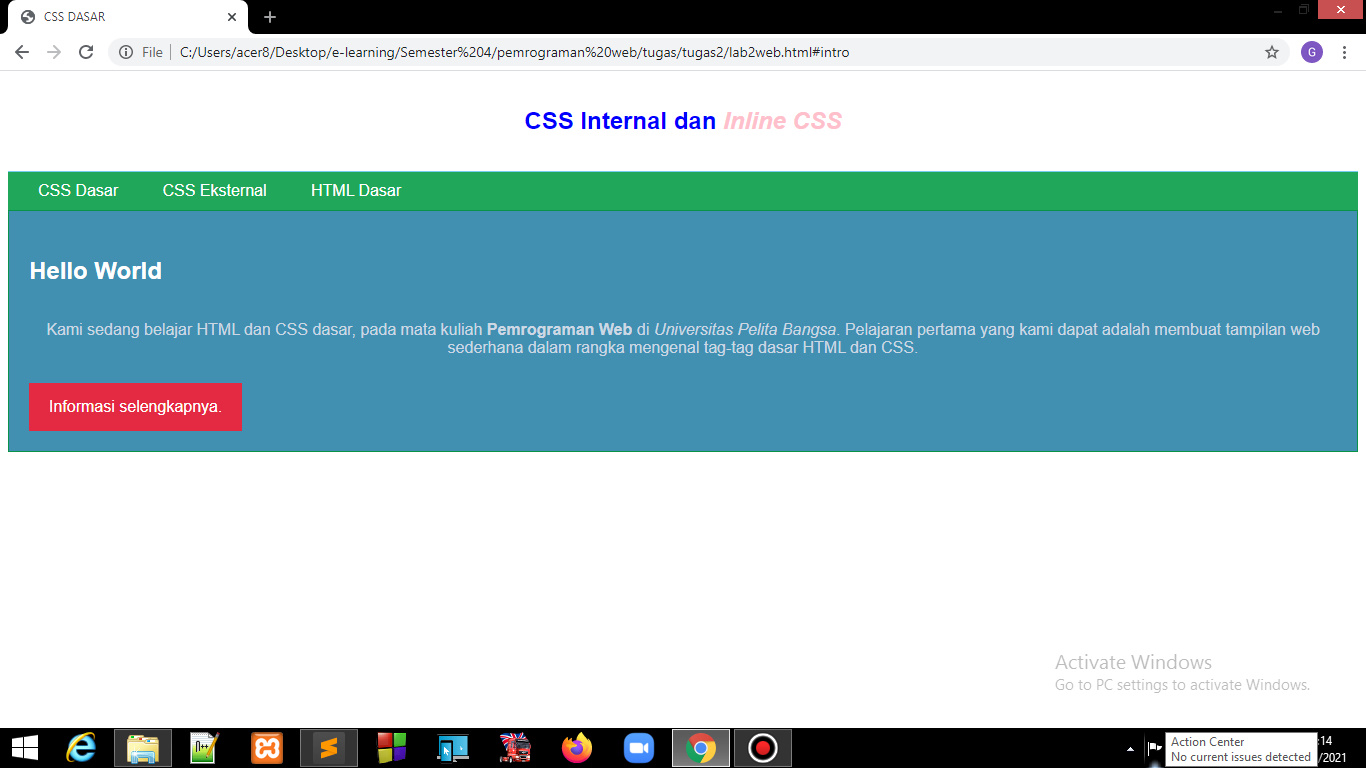 CSS DASAR
File
C:/Users/acer8/Desktop/e-learning/Semester%204/pemrograman%20web/tugas/tugas2/lab2web.html#intro
G
CSS Internal dan Inline CSS
CSS Dasar CSS Eksternal HTML Dasar
Hello World
Kami sedang belajar HTML dan CSS dasar, pada mata kuliah Pemrograman Web di Universitas Pelita Bangsa. Pelajaran pertama yang kami dapat adalah membuat tampilan web
sederhana dalam rangka mengenal tag-tag dasar HTML dan CSS.
Informasi selengkapnya.
Activate Windows
Go to PC settings to activate Windows.
Action Center
No current issues detected
:14
/2021